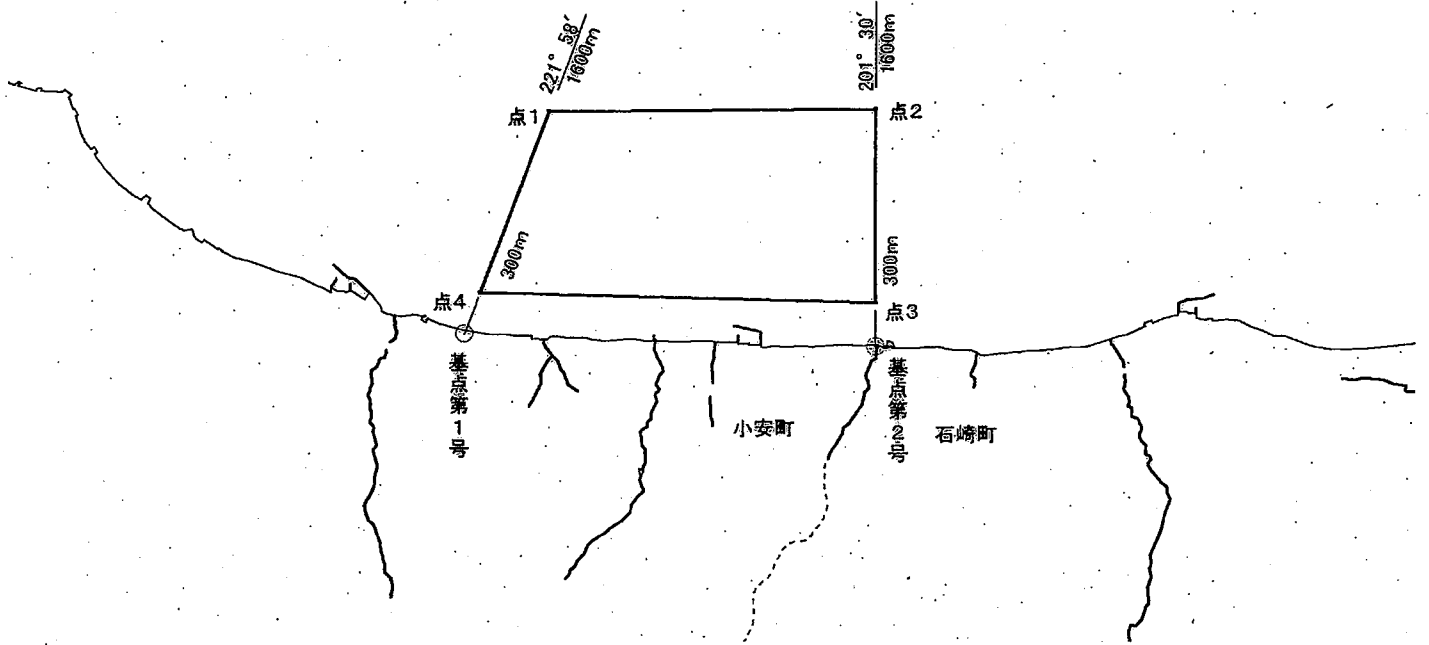 221° 58′
1600m
201° 30′
1600m
点1
点2
300m
300m
点4
点3
基点第1号
基点第2号
小安町
石崎町